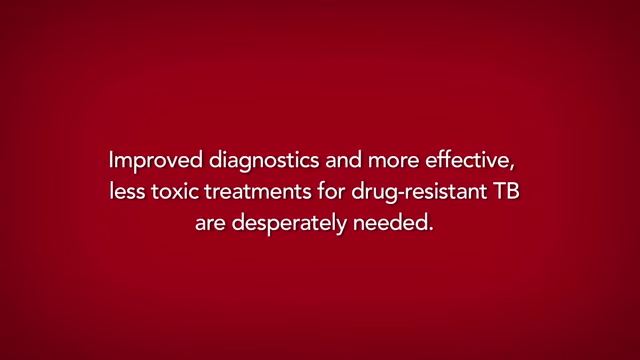 Improved diagnostics and more effective,
less toxic treatments for drug-resistant TB
are desperately needed.